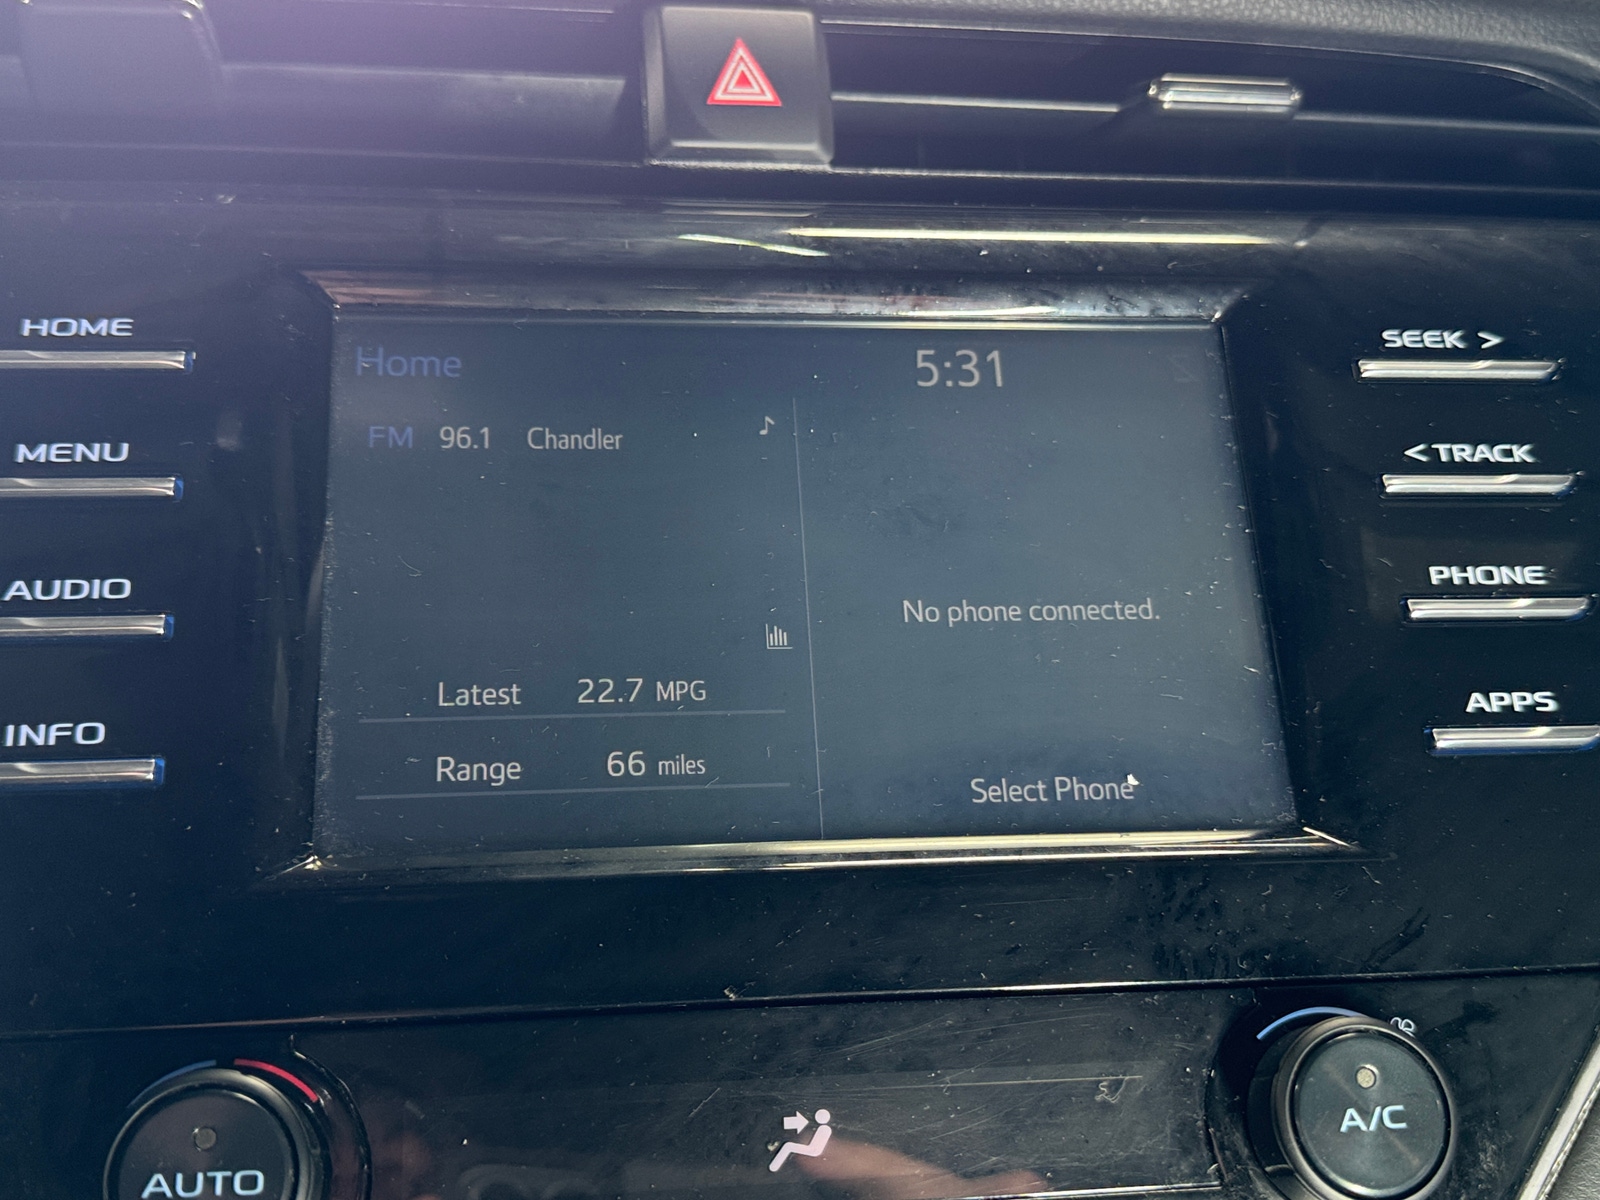 HOME
MENU
AUDIO
INFO
Home
5:31
FM 96.1 Chandler
Latest 22.7 MPG
Range 66 miles
No phone connected.
Select Phone
SEEK >
< TRACK
PHONE
APPS
AUTO
A/C